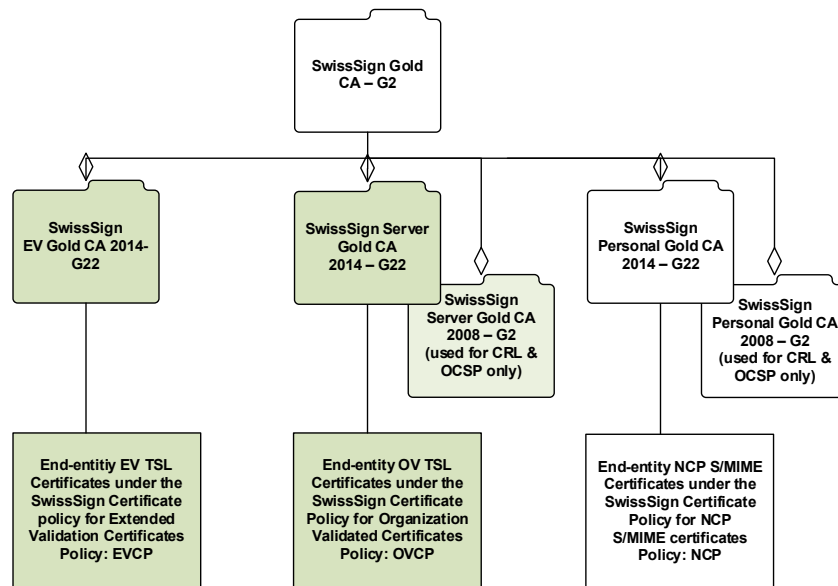 SwissSign Gold
CA – G2
SwissSign
EV Gold CA 2014-
G22
SwissSign Server
Gold CA
2014 – G22
SwissSign
Personal Gold CA
2014 – G22
SwissSign
Server Gold CA
2008 – G2
(used for CRL &
OCSP only)
SwissSign
Personal Gold CA
2008 – G2
(used for CRL &
OCSP only)
End-entitiy EV TSL
Certificates under the
SwissSign Certificate
policy for Extended
Validation Certificates
Policy: EVCP
End-entity OV TSL
Certificates under the
SwissSign Certificate
Policy for Organization
Validated Certificates
Policy: OVCP
End-entity NCP S/MIME
Certificates under the
SwissSign Certificate
Policy for NCP
S/MIME certificates
Policy: NCP